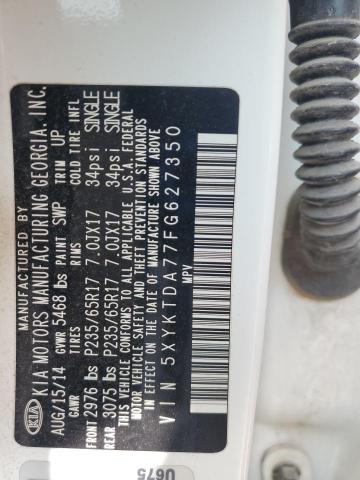 MANUFACTURED BY
KIA KIA MOTORS MANUFACTURING GEORGIA, INC.
AUG/15/14 GVWR 5468 lbs PAINT SWP TRIM UP
GAWR TIRES RIMS COLD TIRE INFL
FRONT 2976 lbs P235/65R17 7.0JX17 34psi SINGLE
REAR 3075 lbs P235/65R17 7.0JX17 34psi SINGLE
THIS VEHICLE CONFORMS TO ALL APPLICABLE U.S.A. FEDERAL
MOTOR VEHICLE SAFETY AND THEFT PREVENTION STANDARDS
IN EFFECT ON THE DATE OF MANUFACTURE SHOWN ABOVE.
VIN 5XYKTDA77FG627350
MPV
U675